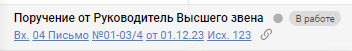 Поручение от Руководитель Высшего звена В работе
Вх. 04 Письмо №01-03/4 от 01.12.23 Исх. 123